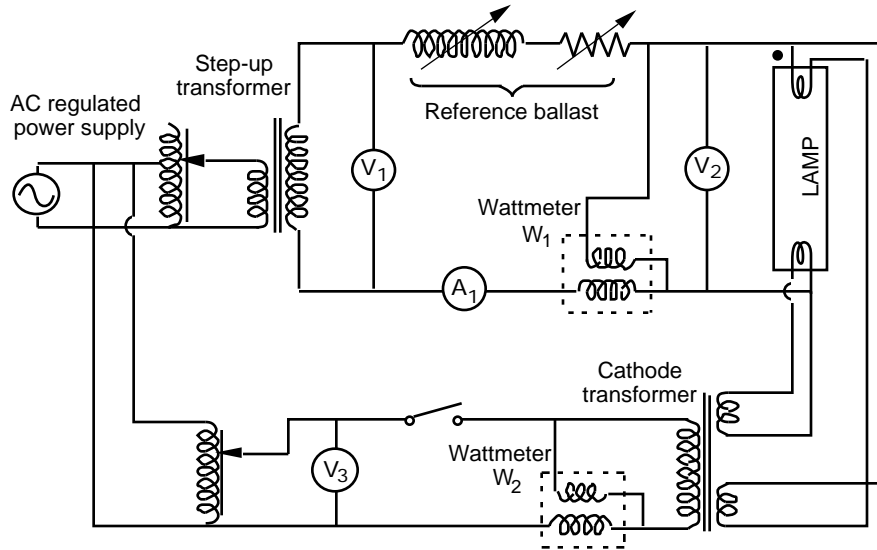 Step-up
transformer
AC regulated
power supply
Reference ballast
V1
V2
LAMP
Wattmeter
W1
A1
Cathode
transformer
Wattmeter
W2
V3